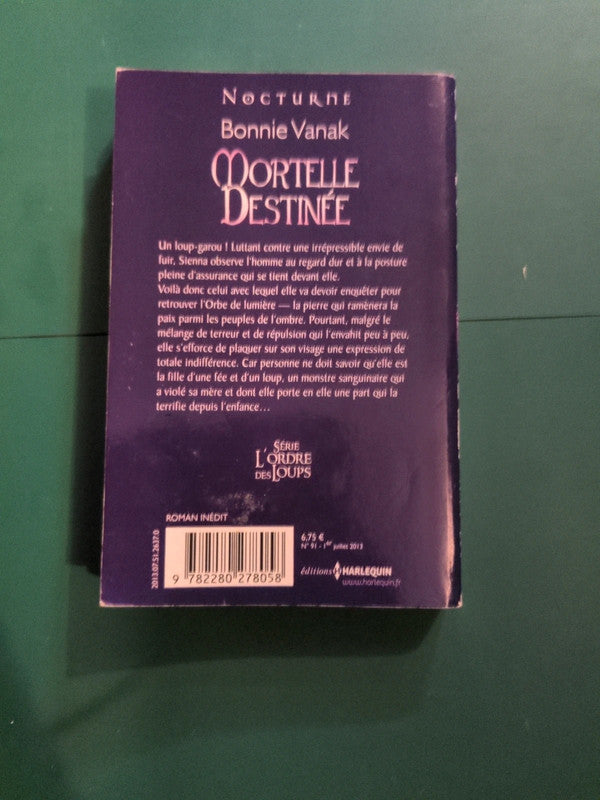 NOCTURNE
Bonnie Vanak
MORTELLE
DESTINÉE
Un loup-garou ! Luttant contre une irrépressible envie de
fuir, Sienna observe l'homme au regard dur et à la posture
pleine d'assurance qui se tient devant elle.
Voilà donc celui avec lequel elle va devoir enquêter pour
retrouver l'Orbe de lumière — la pierre qui ramènera la
paix parmi les peuples de l'ombre. Pourtant, malgré le
mélange de terreur et de répulsion qui l'envahit peu à peu,
elle s'efforce de plaquer sur son visage une expression de
totale indifférence. Car personne ne doit savoir qu'elle est
la fille d'une fée et d'un loup, un monstre sanguinaire qui
a violé sa mère et dont elle porte en elle une part qui la
terrifie depuis l'enfance…
SÉRIE
L'ORDRE
DES LOUPS
ROMAN INÉDIT
2013.07.51.2637.0
9 782280 278058
6,75 €
N° 91 - 1er juillet 2013
éditions HARLEQUIN
www.harlequin.fr